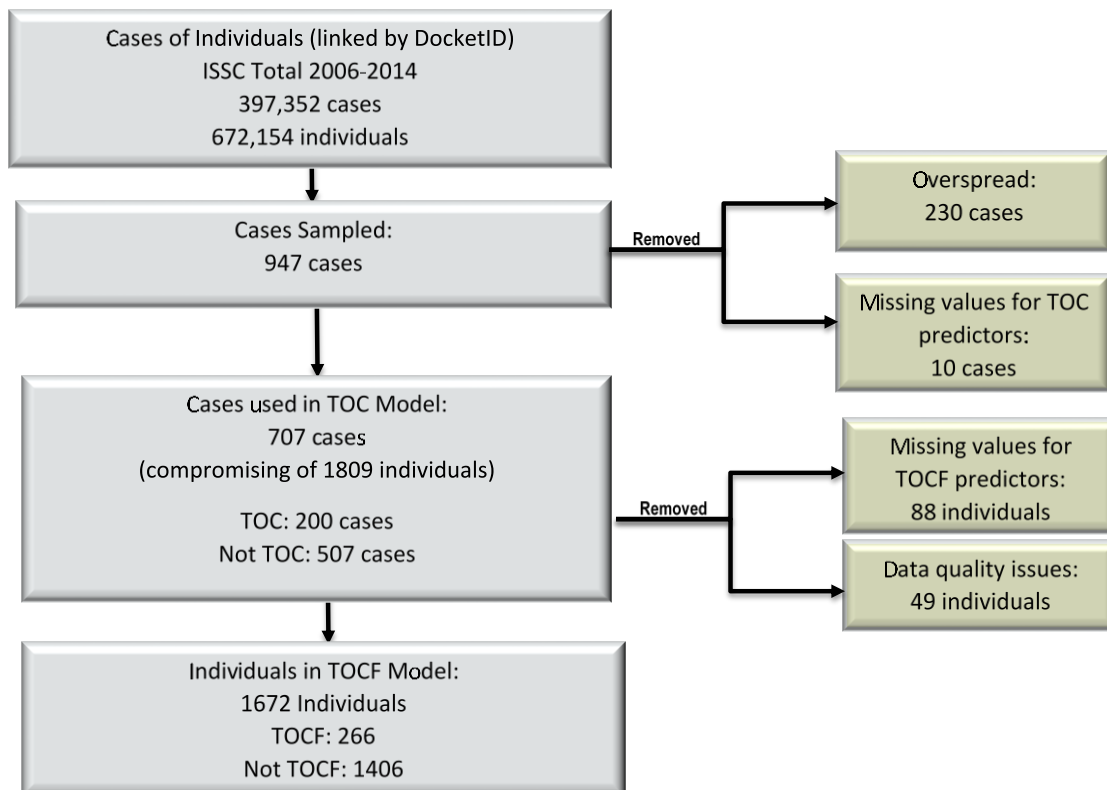 Cases of Individuals (linked by DocketID)
ISSC Total 2006-2014
397,352 cases
672,154 individuals
Cases Sampled:
947 cases
Removed
Overspread:
230 cases
Missing values for TOC
predictors:
10 cases
Cases used in TOC Model:
707 cases
(compromising of 1809 individuals)
TOC: 200 cases
Not TOC: 507 cases
Removed
Missing values for
TOCF predictors:
88 individuals
Data quality issues:
49 individuals
Individuals in TOCF Model:
1672 Individuals
TOCF: 266
Not TOCF: 1406